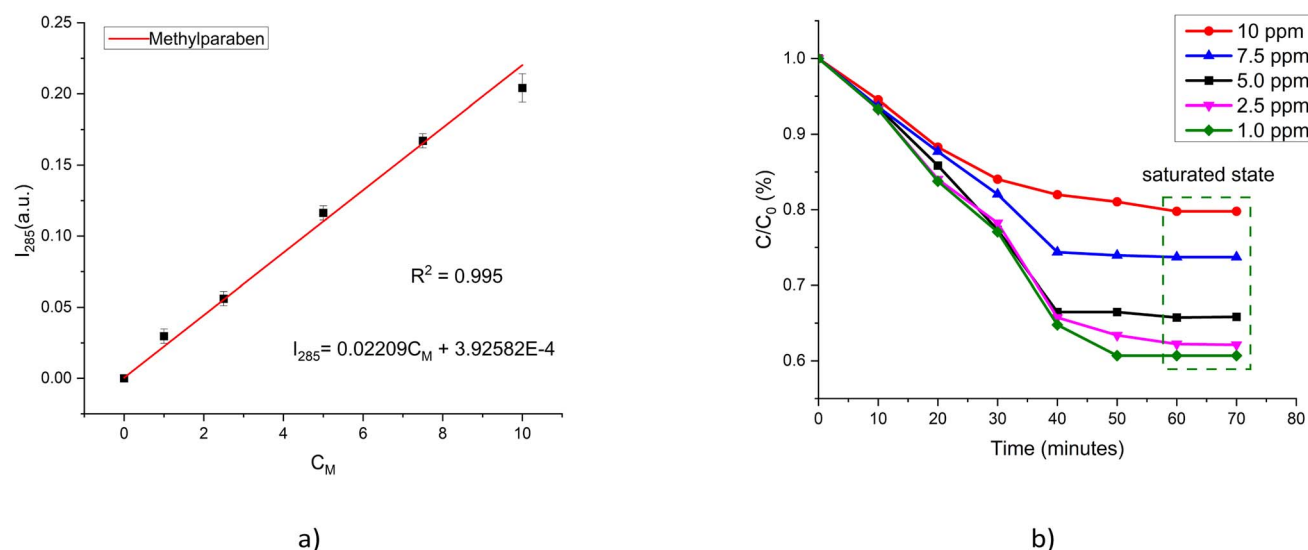 0.25
0.20
0.15
0.10
0.05
0.00
I₂₈₅(a.u.)
Methylparaben
R² = 0.995
I₂₈₅= 0.02209C_M + 3.92582E-4
0 2 4 6 8 10
C_M
a)
1.0
0.9
0.8
0.7
0.6
C/C₀ (%)
10 ppm
7.5 ppm
5.0 ppm
2.5 ppm
1.0 ppm
saturated state
0 10 20 30 40 50 60 70 80
Time (minutes)
b)